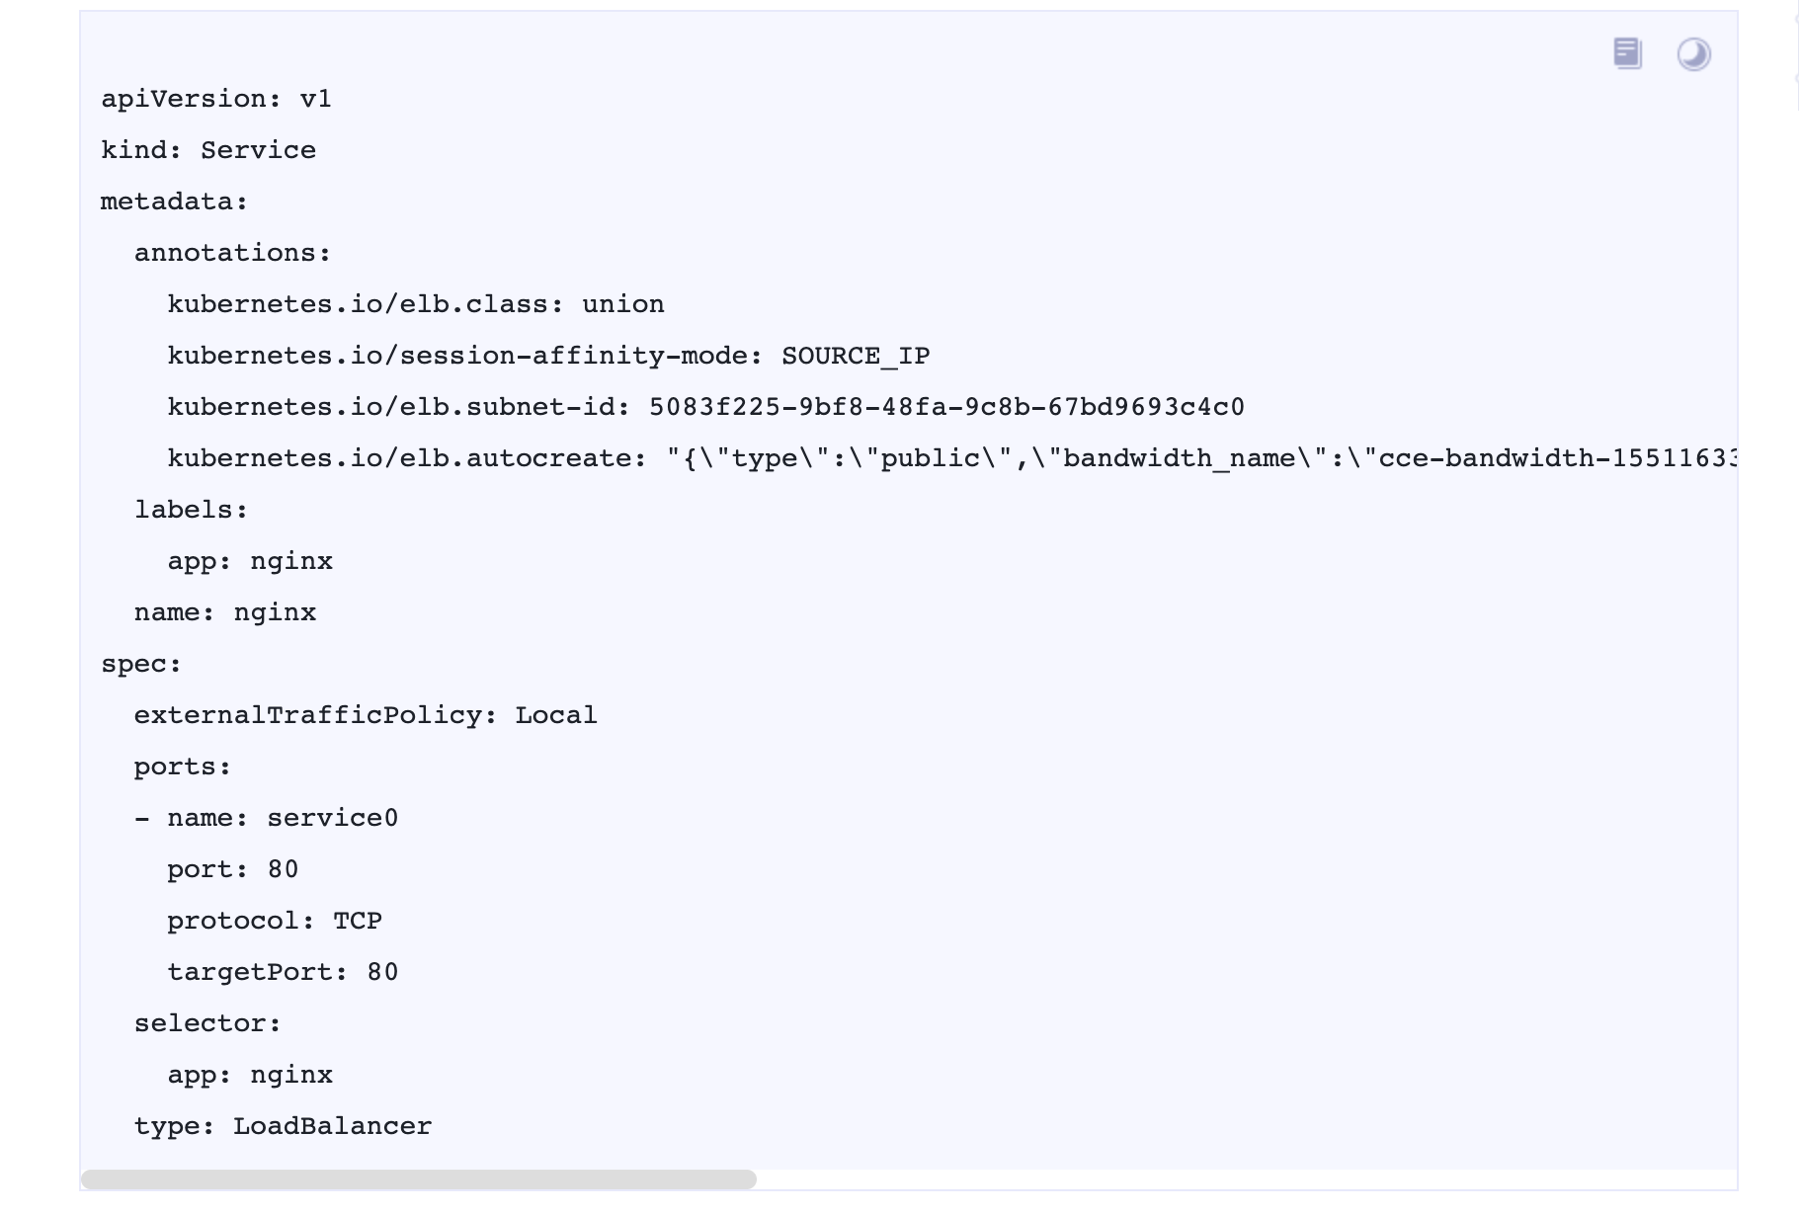 apiVersion: v1
kind: Service
metadata:
  annotations:
    kubernetes.io/elb.class: union
    kubernetes.io/session-affinity-mode: SOURCE_IP
    kubernetes.io/elb.subnet-id: 5083f225-9bf8-48fa-9c8b-67bd9693c4c0
    kubernetes.io/elb.autocreate: "{\"type\":\"public\",\"bandwidth_name\":\"cce-bandwidth-15511633
  labels:
    app: nginx
  name: nginx
spec:
  externalTrafficPolicy: Local
  ports:
  - name: service0
    port: 80
    protocol: TCP
    targetPort: 80
  selector:
    app: nginx
  type: LoadBalancer